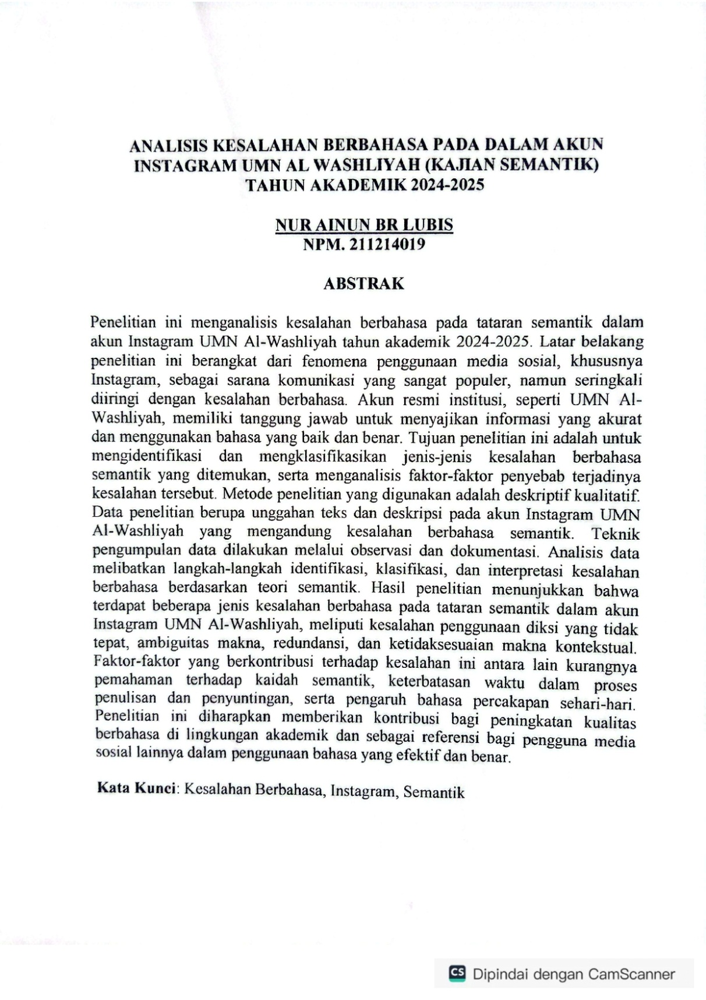 ANALISIS KESALAHAN BERBAHASA PADA DALAM AKUN
INSTAGRAM UMN AL WASHLIYAH (KAJIAN SEMANTIK)
TAHUN AKADEMIK 2024-2025
NUR AINUN BR LUBIS
NPM. 211214019
ABSTRAK
Penelitian ini menganalisis kesalahan berbahasa pada tataran semantik dalam
akun Instagram UMN Al-Washliyah tahun akademik 2024-2025. Latar belakang
penelitian ini berangkat dari fenomena penggunaan media sosial, khususnya
Instagram, sebagai sarana komunikasi yang sangat populer, namun seringkali
diiringi dengan kesalahan berbahasa. Akun resmi institusi, seperti UMN Al-
Washliyah, memiliki tanggung jawab untuk menyajikan informasi yang akurat
dan menggunakan bahasa yang baik dan benar. Tujuan penelitian ini adalah untuk
mengidentifikasi dan mengklasifikasikan jenis-jenis kesalahan berbahasa
semantik yang ditemukan, serta menganalisis faktor-faktor penyebab terjadinya
kesalahan tersebut. Metode penelitian yang digunakan adalah deskriptif kualitatif.
Data penelitian berupa unggahan teks dan deskripsi pada akun Instagram UMN
Al-Washliyah yang mengandung kesalahan berbahasa semantik. Teknik
pengumpulan data dilakukan melalui observasi dan dokumentasi. Analisis data
melibatkan langkah-langkah identifikasi, klasifikasi, dan interpretasi kesalahan
berbahasa berdasarkan teori semantik. Hasil penelitian menunjukkan bahwa
terdapat beberapa jenis kesalahan berbahasa pada tataran semantik dalam akun
Instagram UMN Al-Washliyah, meliputi kesalahan penggunaan diksi yang tidak
tepat, ambiguitas makna, redundansi, dan ketidaksesuaian makna kontekstual.
Faktor-faktor yang berkontribusi terhadap kesalahan ini antara lain kurangnya
pemahaman terhadap kaidah semantik, keterbatasan waktu dalam proses
penulisan dan penyuntingan, serta pengaruh bahasa percakapan sehari-hari.
Penelitian ini diharapkan memberikan kontribusi bagi peningkatan kualitas
berbahasa di lingkungan akademik dan sebagai referensi bagi pengguna media
sosial lainnya dalam penggunaan bahasa yang efektif dan benar.
Kata Kunci: Kesalahan Berbahasa, Instagram, Semantik
CS Dipindai dengan CamScanner